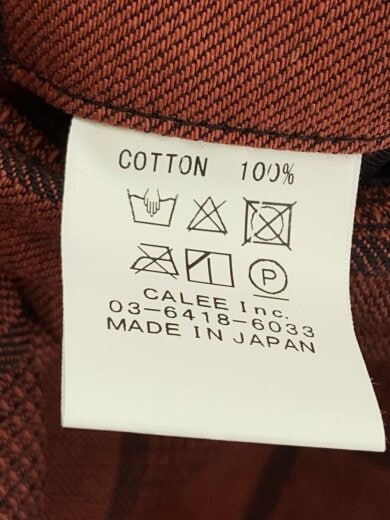 COTTON 100%
P
CALEE Inc.
03-6418-6033
MADE IN JAPAN